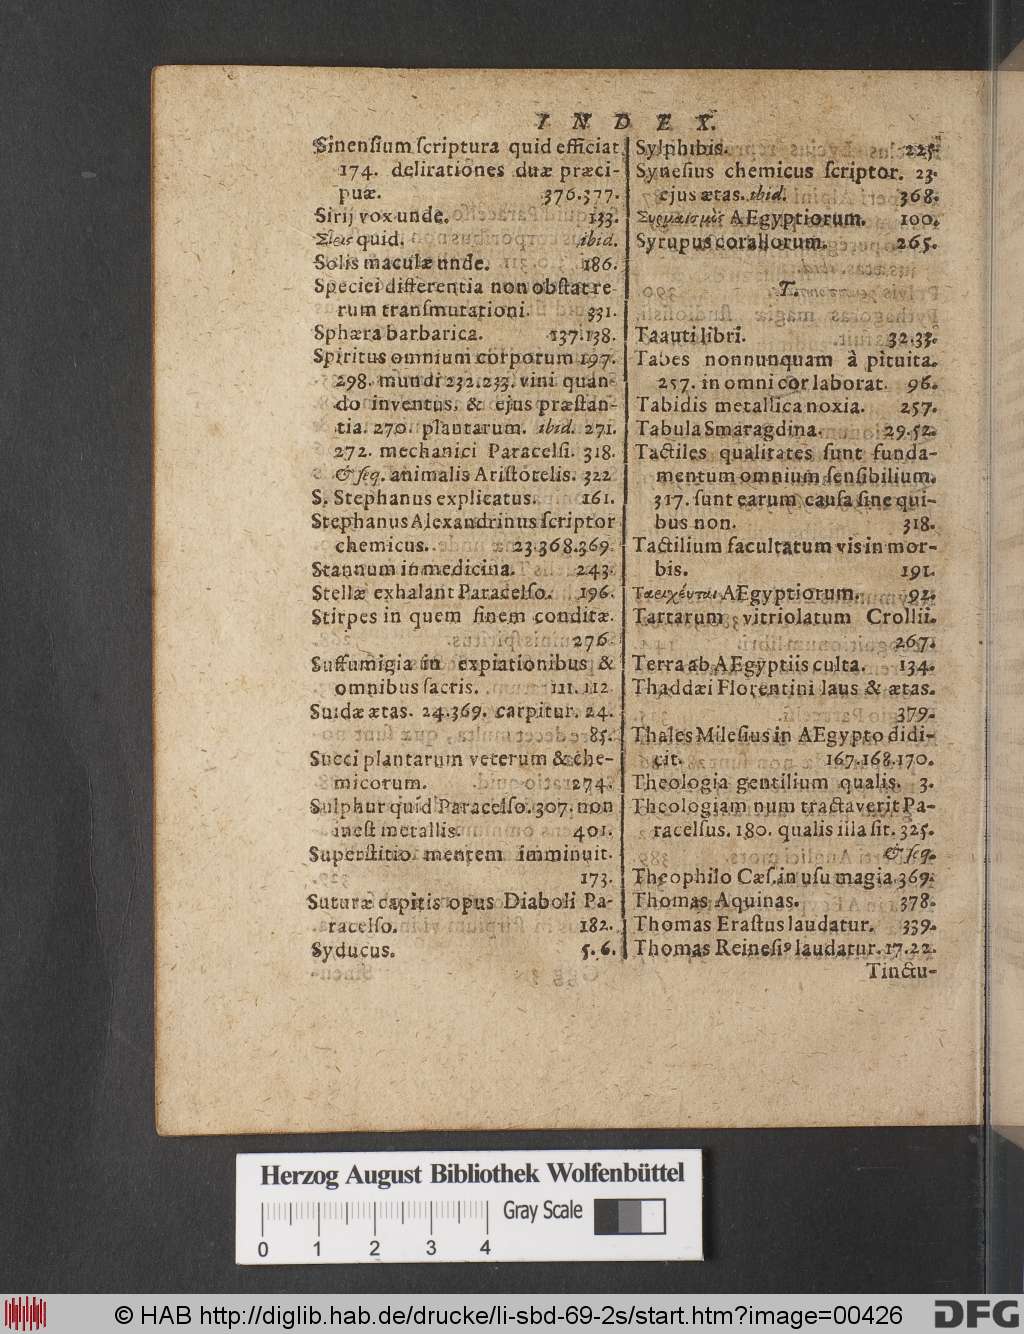 INDEX.
Sinenſium ſcriptura quid efficiat
174. delirationes duæ præci-
puæ. 376.377.
Sirij vox unde. 133.
quid. ibid.
Solis maculæ unde. 186.
Speciei differentia non obſtat re-
rum tranſmutationi. 331.
Sphæra barbarica. 137.138.
Spiritus omnium corporum 197.
298. mundi 232.233. vini quan-
do inventus. & ejus præſtan-
tia. 270. plantarum. ibid. 271.
272. mechanici Paracelſi. 318.
& ſeq. animalis Ariſtotelis. 322
S. Stephanus explicatus. 161.
Stephanus Alexandrinus ſcriptor
chemicus. 23.368.369.
Stannum in medicina. 243.
Stellæ exhalant Paracelſo. 196.
Stirpes in quem finem conditæ.
276.
Suffumigia in expiationibus &
omnibus ſacris. 111.112.
Suidæ ætas. 24.369. carpitur. 24.
85.
Succi plantarum veterum & che-
micorum. 274.
Sulphur quid Paracelſo. 307. non
ineſt metallis. 401.
Superſtitio mentem imminuit.
173.
Suturæ capitis opus Diaboli Pa-
racelſo. 182.
Syducus. 5.6.
Sylphibis. 225.
Syneſius chemicus ſcriptor. 23.
ejus ætas. ibid. 368.
Συρμαϊσμὸς AEgyptiorum. 100.
Syrupus corallorum. 265.
T.
Taauti libri. 32.33.
Tabes nonnunquam à pituita.
257. in omni cor laborat. 96.
Tabidis metallica noxia. 257.
Tabula Smaragdina. 29.52.
Tactiles qualitates ſunt funda-
mentum omnium ſenſibilium.
317. ſunt earum cauſa ſine qui-
bus non. 318.
Tactilium facultatum vis in mor-
bis. 191.
Ταριχέυται AEgyptiorum. 92.
Tartarum vitriolatum Crollii.
267.
Terra ab AEgyptiis culta. 134.
Thaddæi Florentini laus & ætas.
379.
Thales Mileſius in AEgypto didi-
cit. 167.168.170.
Theologia gentilium qualis. 3.
Theologiam num tractaverit Pa-
racelſus. 180. qualis illa ſit. 325.
& ſeq.
Theophilo Cæſ. in uſu magia. 369.
Thomas Aquinas. 378.
Thomas Eraſtus laudatur. 339.
Thomas Reineſiꝰ laudatur. 17.22.
Tinctu-
Herzog August Bibliothek Wolfenbüttel
Gray Scale
0 1 2 3 4
© HAB http://diglib.hab.de/drucke/li-sbd-69-2s/start.htm?image=00426
DFG